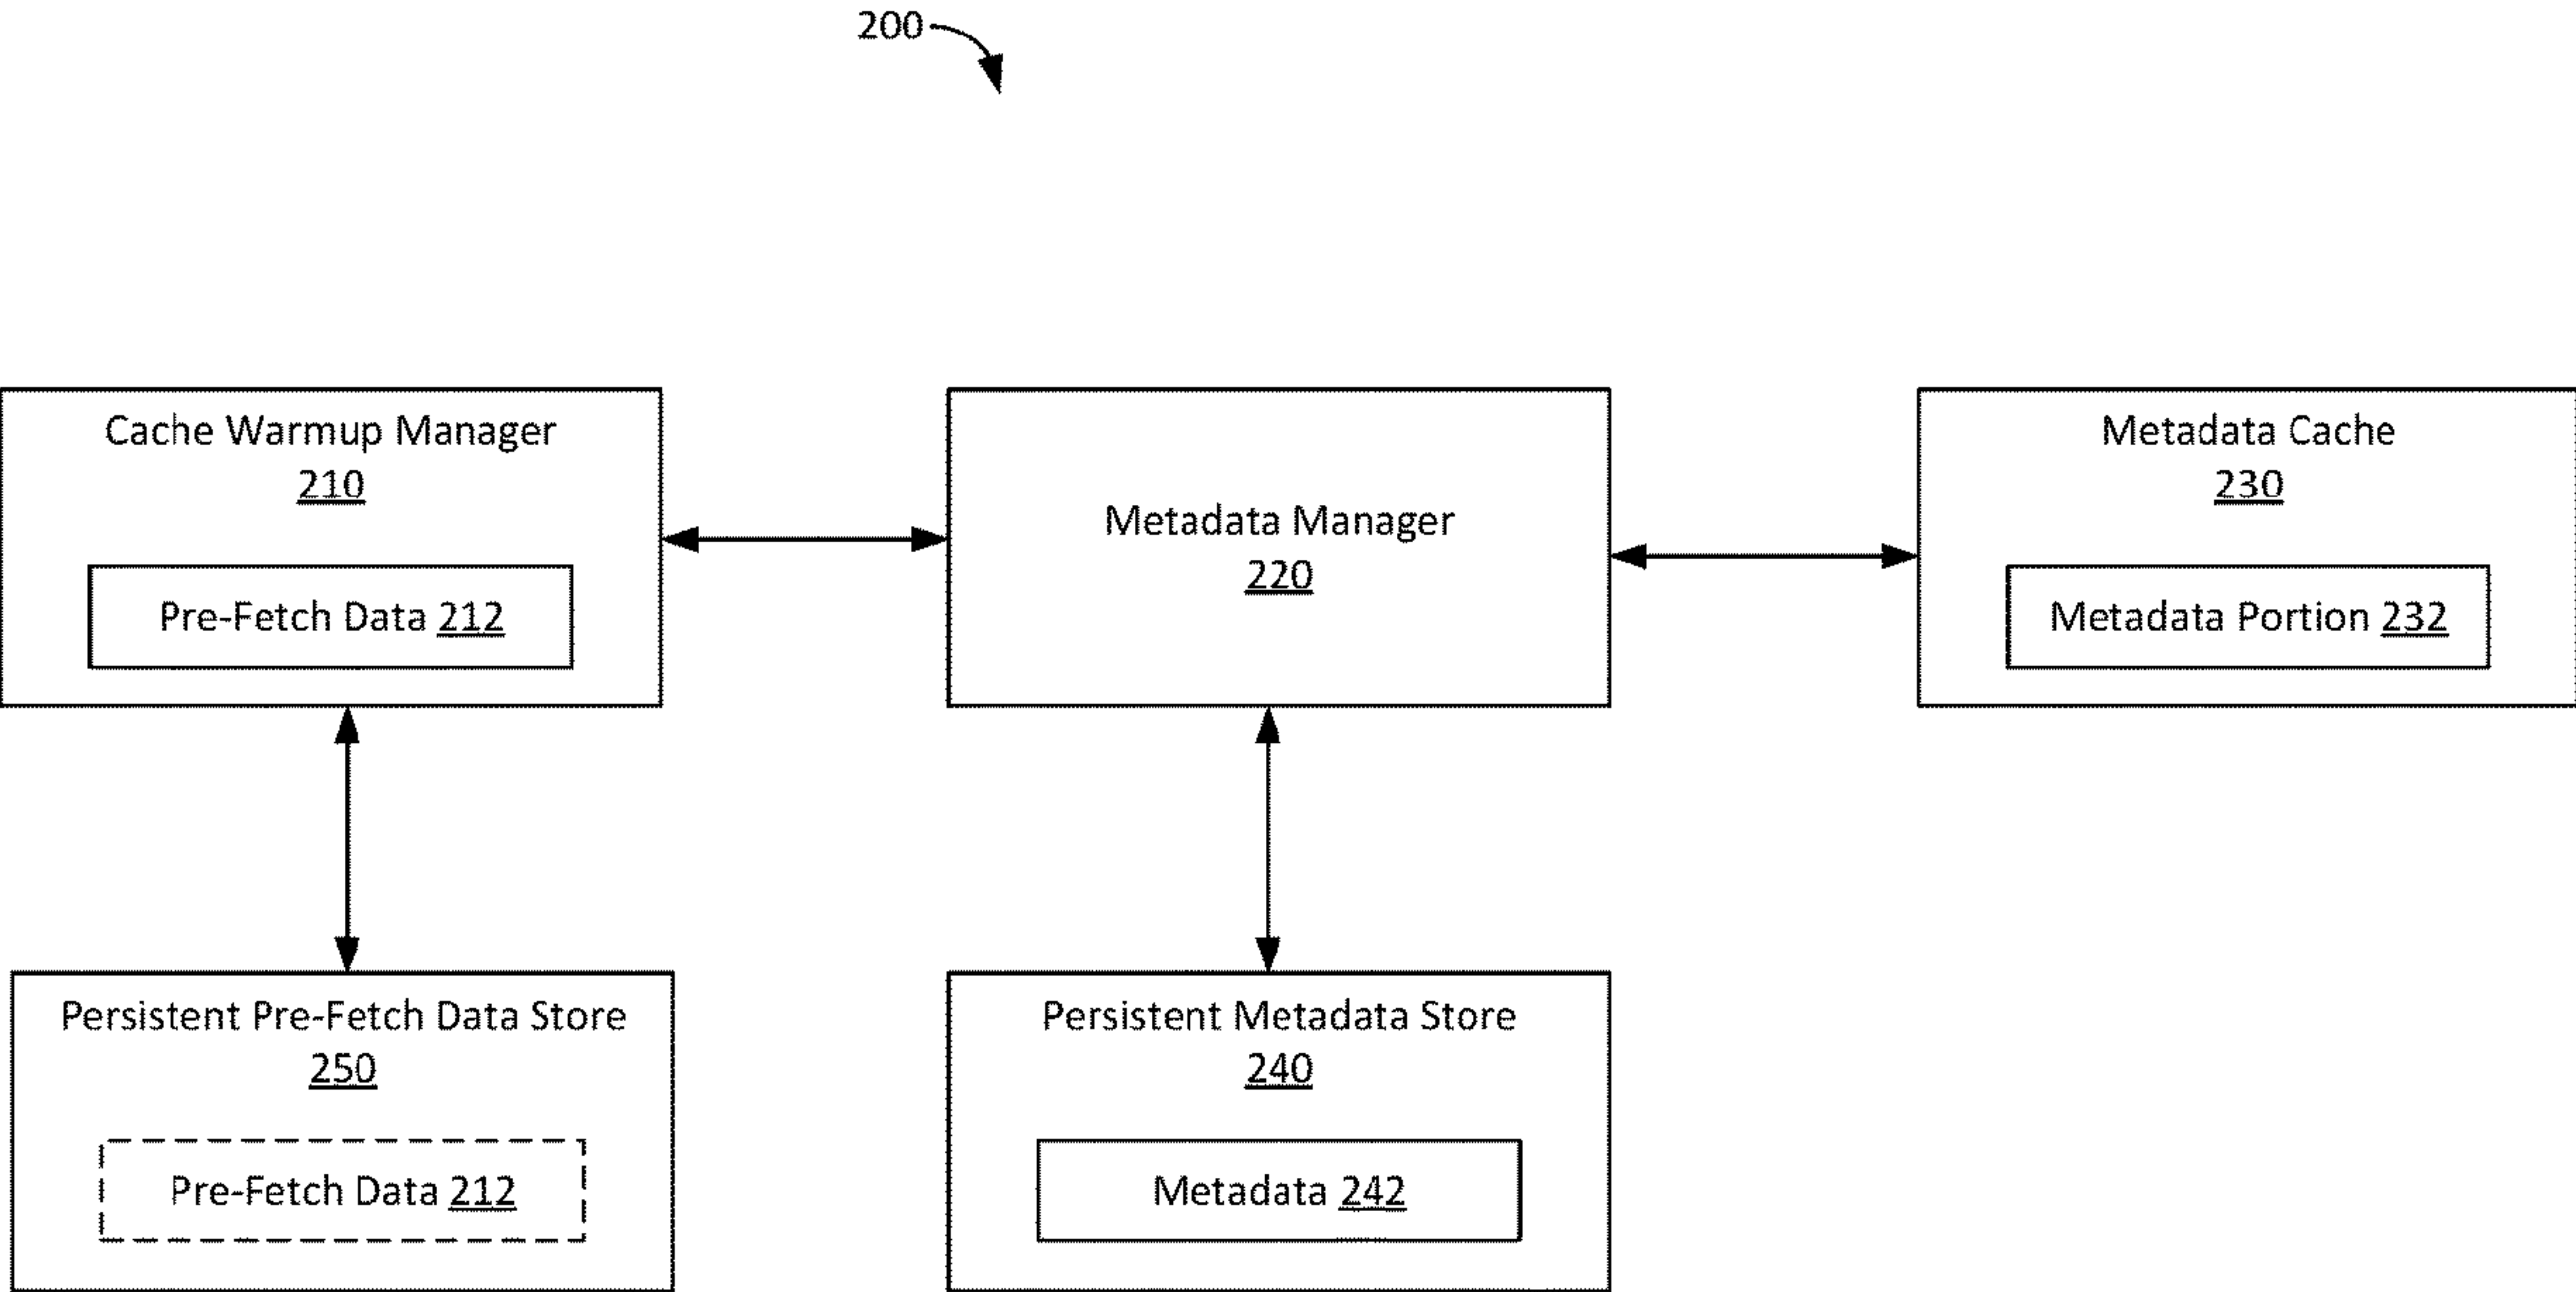 200
Cache Warmup Manager
210
Pre-Fetch Data 212
Metadata Manager
220
Metadata Cache
230
Metadata Portion 232
Persistent Pre-Fetch Data Store
250
Pre-Fetch Data 212
Persistent Metadata Store
240
Metadata 242